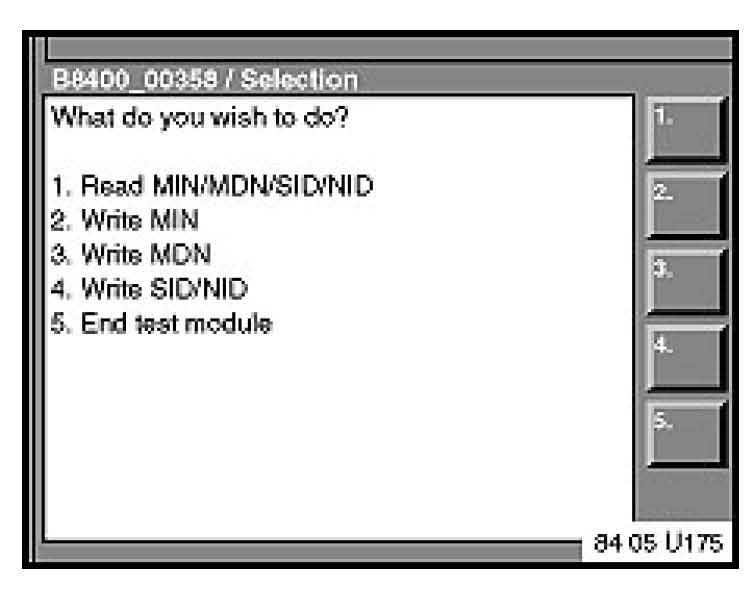 B8400_00358 / Selection
What do you wish to do?
1. Read MIN/MDN/SID/NID
2. Write MIN
3. Write MDN
4. Write SID/NID
5. End test module
1.
2.
3.
4.
5.
84 05 U175